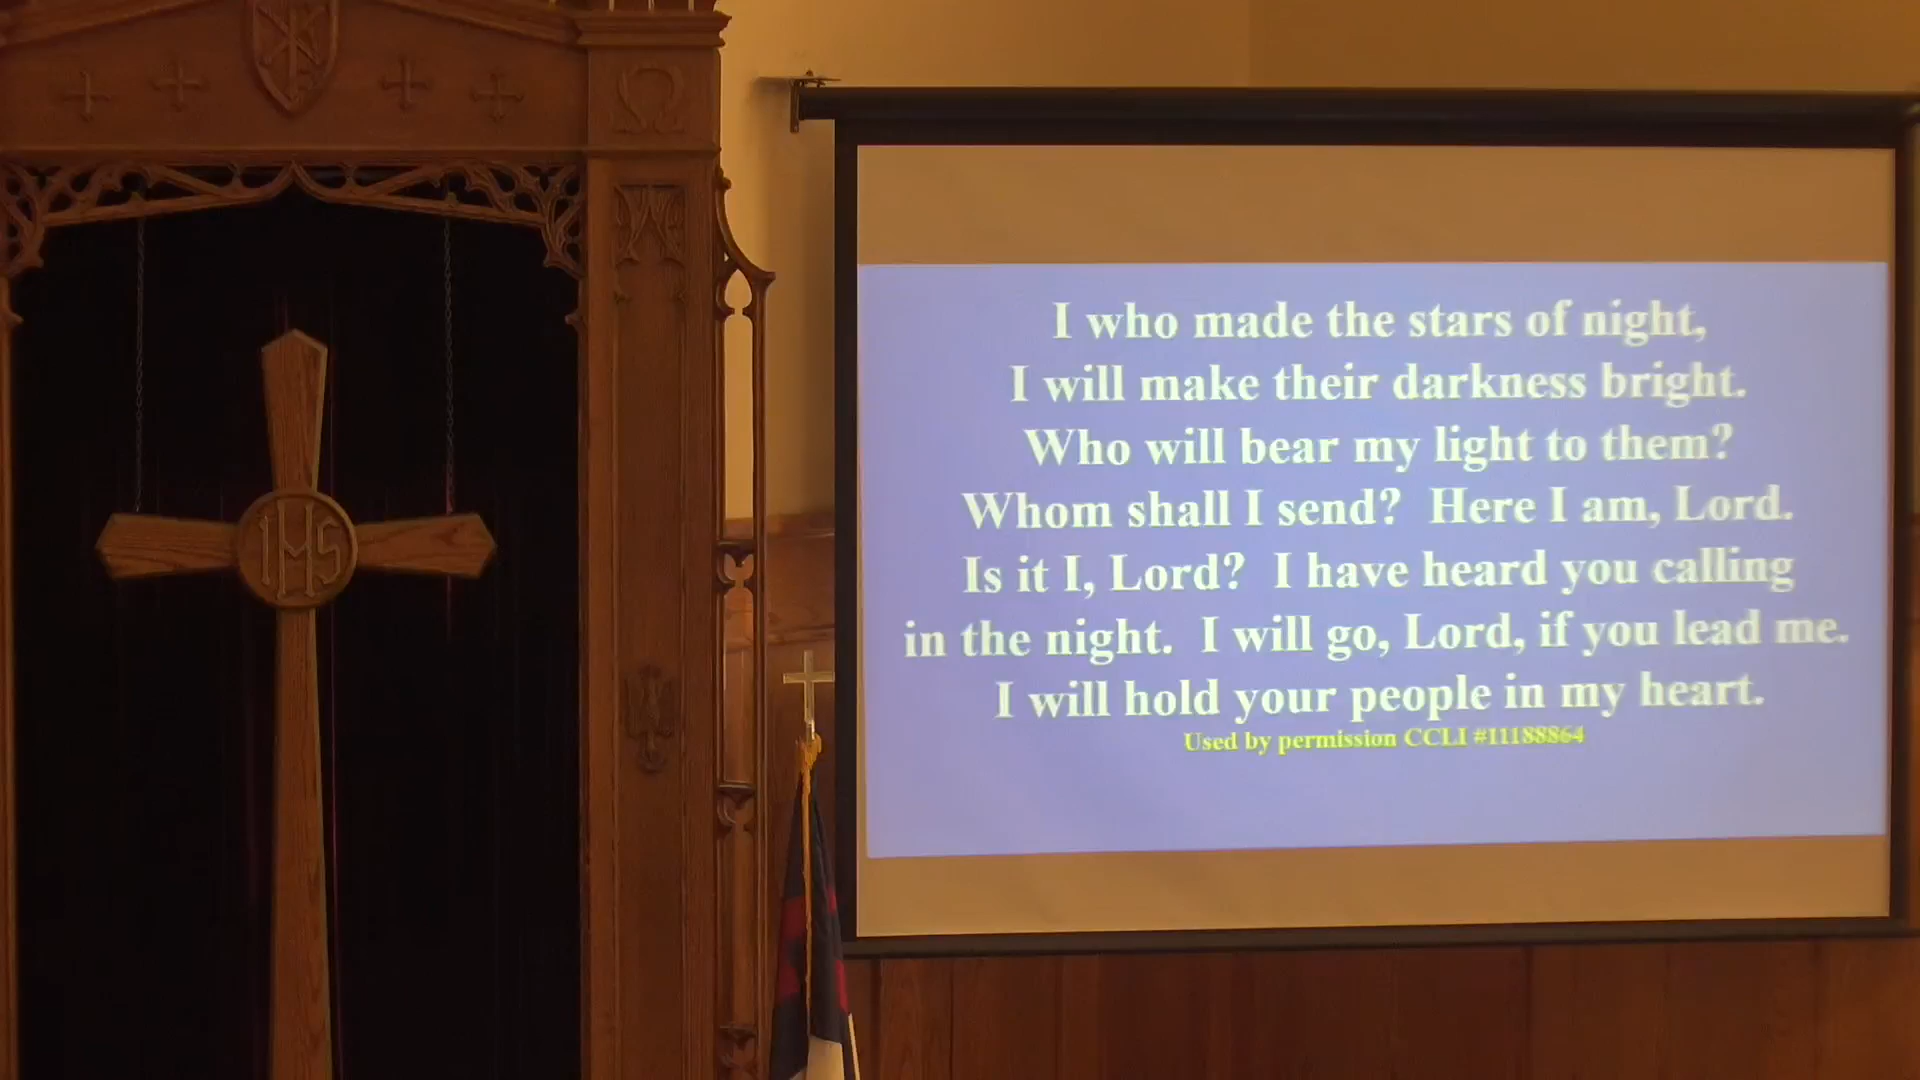 IHS
I who made the stars of night,
I will make their darkness bright.
Who will bear my light to them?
Whom shall I send? Here I am, Lord.
Is it I, Lord? I have heard you calling
in the night. I will go, Lord, if you lead me.
I will hold your people in my heart.
Used by permission CCLI #11188864